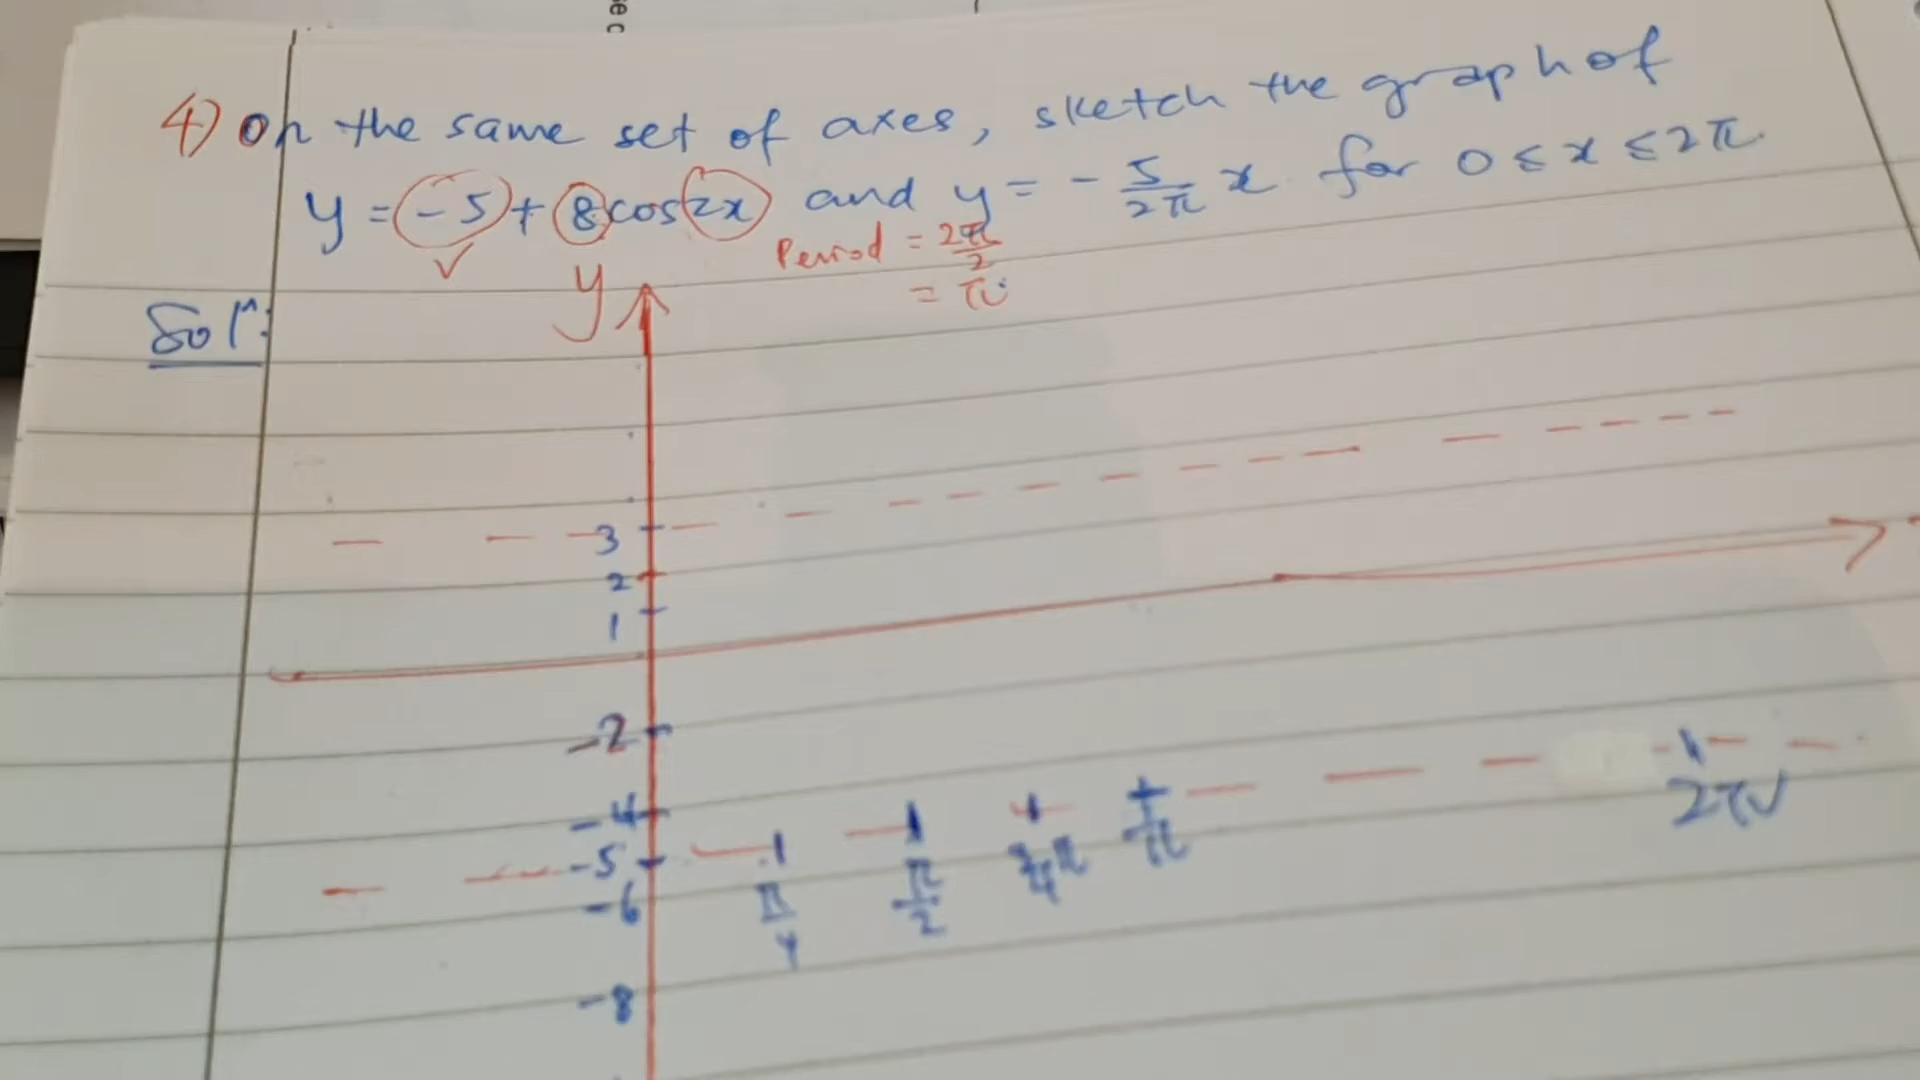 4) On the same set of axes, sketch the graph of
y = -5 + 8cos2x and y = -5/2π x for 0 ≤ x ≤ 2π.
Period = 2π/2
= π
Solⁿ:
y
3
2
1
-2
-4
-5
-6
-8
π/4
π/2
3/4π
π
2π